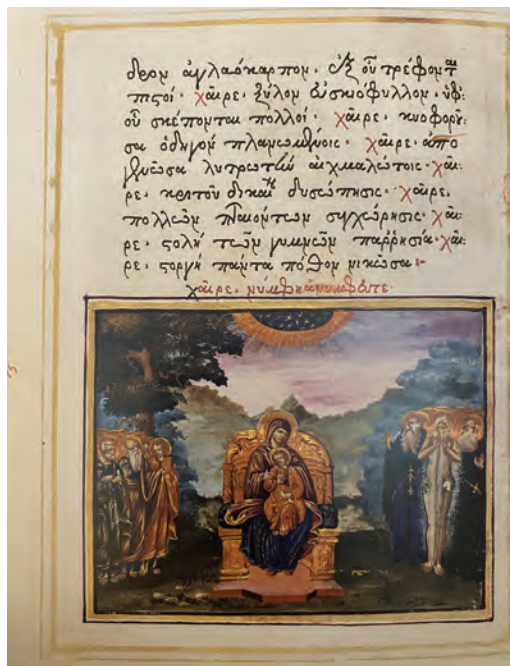 δρον ἀγλαόκαρπον· ἐξ οὗ τρέφονται
πιστοί· χαῖρε, ξύλον εὐσκιόφυλλον, ὑφ'
οὗ σκέπονται πολλοί· χαῖρε, κυοφοροῦ
σα ὁδηγὸν πλανωμένοις· χαῖρε ἀπο
γεννῶσα λυτρωτὴν αἰχμαλώτοις· χαῖ
ρε, κριτοῦ δικαίου δυσώπησις· χαῖρε,
πολλῶν πταιόντων συγχώρησις· χαῖ
ρε, στολὴ τῶν γυμνῶν παρρησία· χαῖ
ρε, στοργὴ πάντα πόθον νικῶσα·
χαῖρε, νύμφη ἀνύμφευτε·